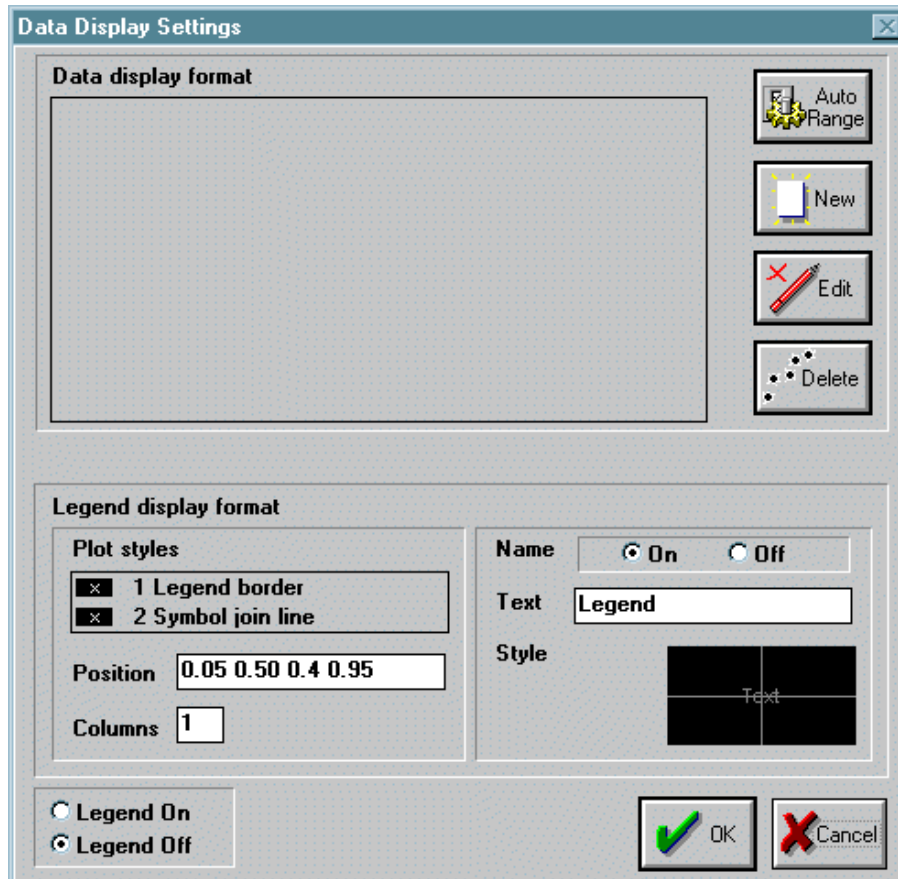 Data Display Settings
Data display format
Auto
Range
New
Edit
Delete
Legend display format
Plot styles
1 Legend border
2 Symbol join line
Position 0.05 0.50 0.4 0.95
Columns 1
Name On Off
Text Legend
Style
Text
Legend On
Legend Off
OK
Cancel